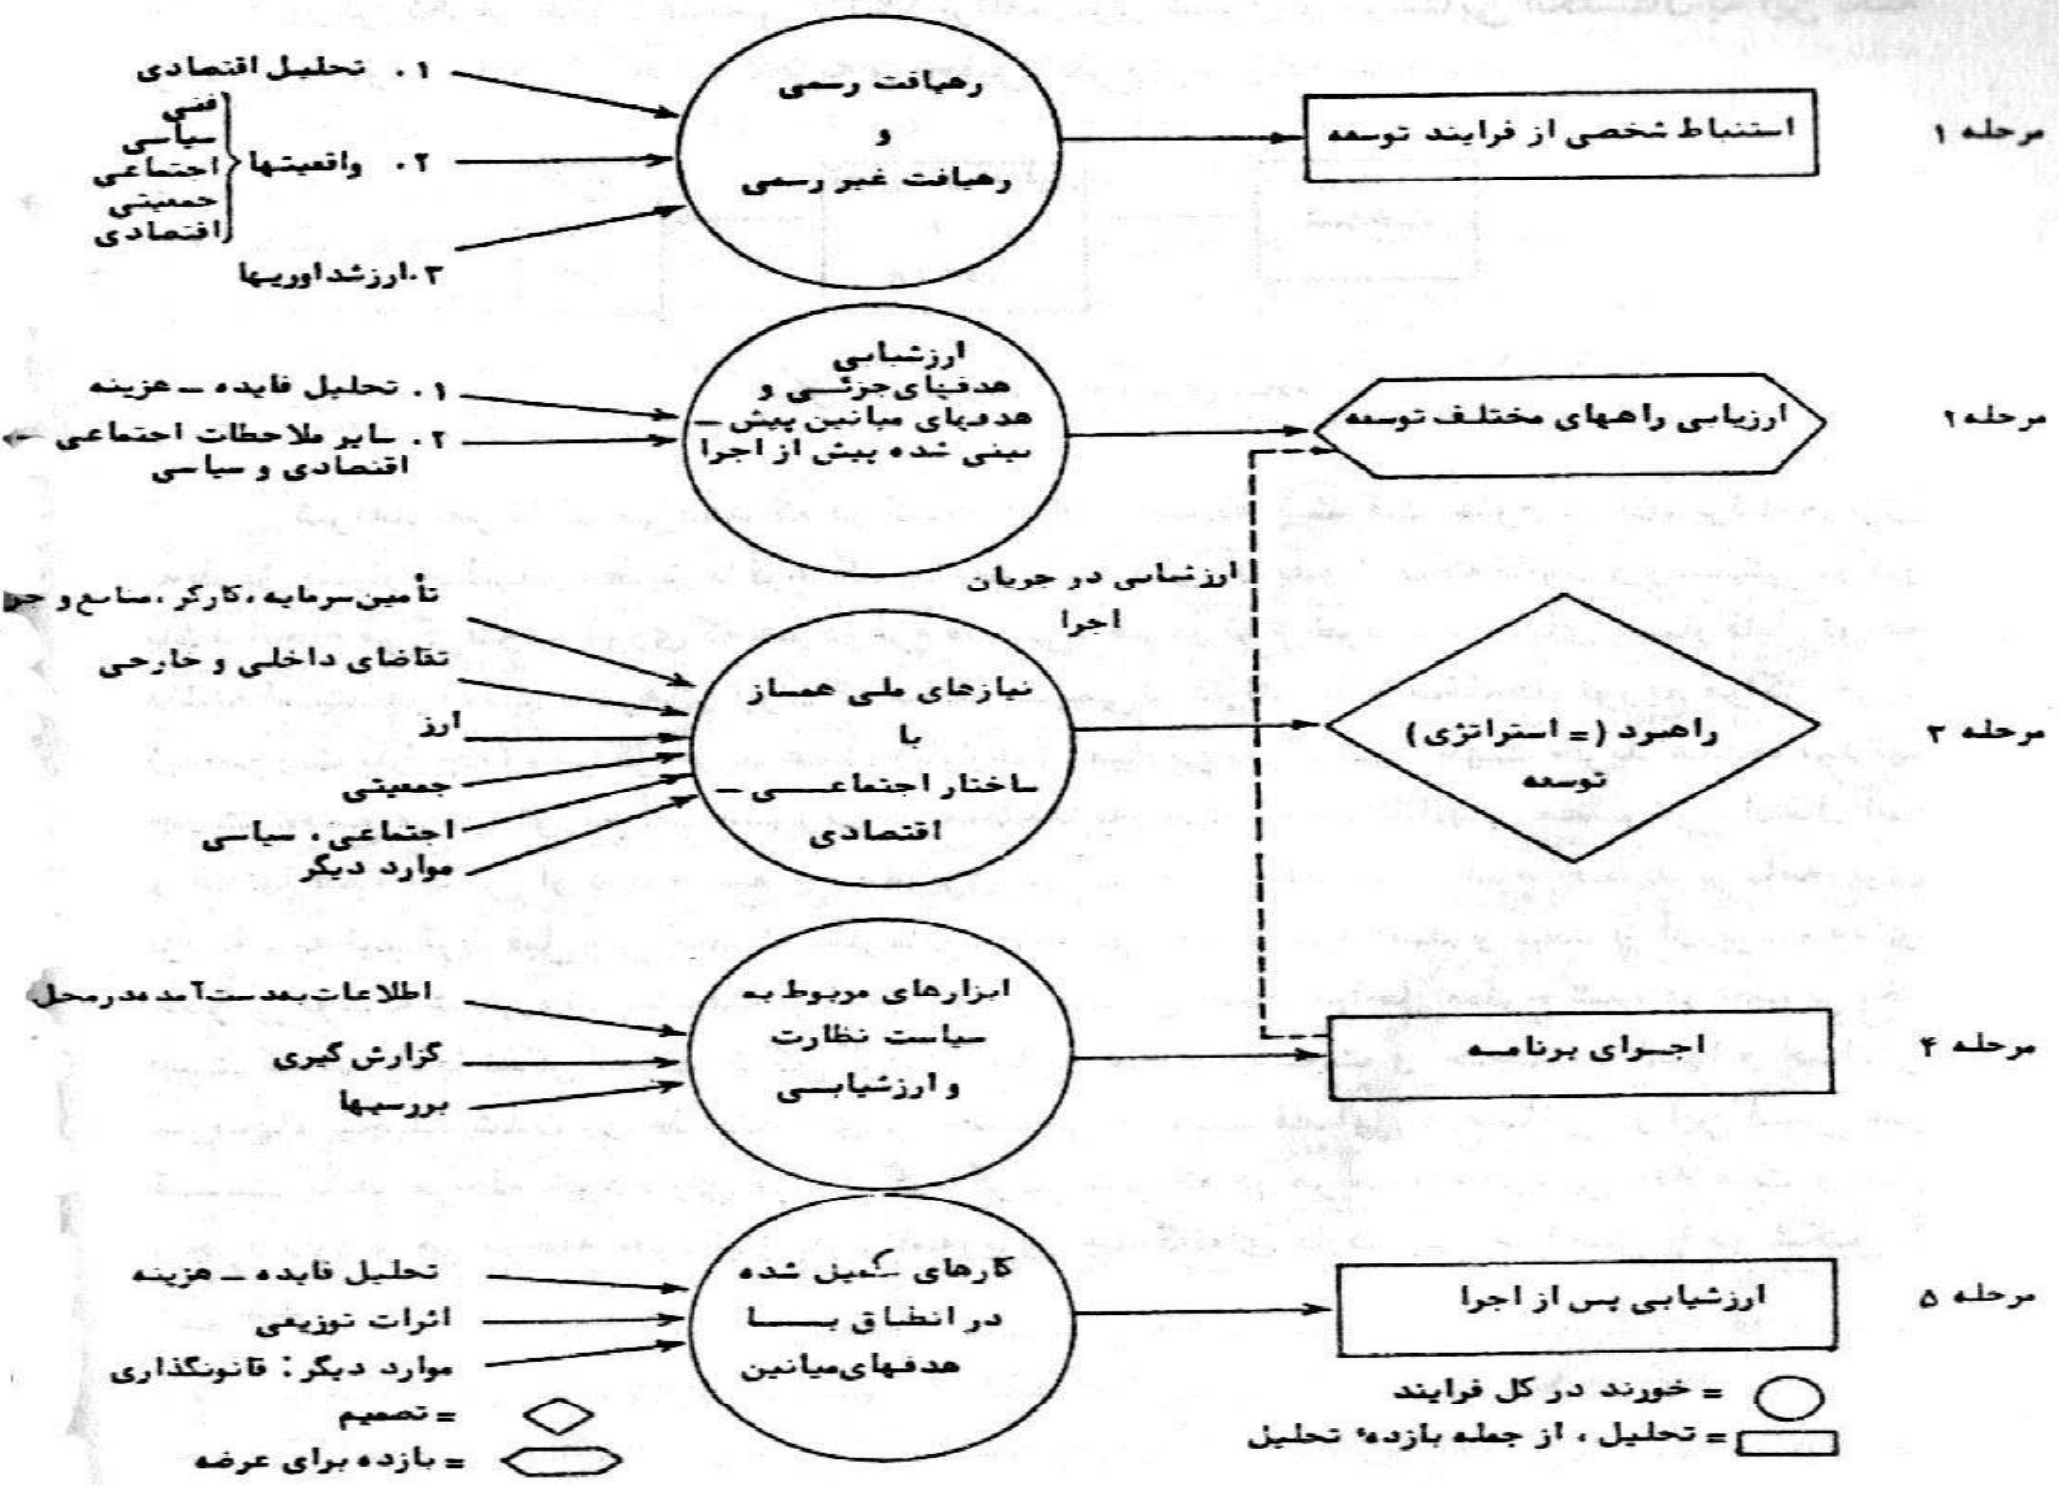 مرحله ۱
استنباط شخصی از فرایند توسعه
رهیافت رسمی
و
رهیافت غیر رسمی
۱. تحلیل اقتصادی
۲. واقعیتها
فنی
سیاسی
اجتماعی
جمعیتی
اقتصادی
۳. ارزشداوریها
مرحله ۲
ارزیابی راههای مختلف توسعه
ارزشیابی
هدفهای جزئی و
هدفهای میانین پیش –
بینی شده پیش از اجرا
۱. تحلیل فایده – هزینه
۲. سایر ملاحظات اجتماعی
اقتصادی و سیاسی
ارزشیابی در جریان
اجرا
مرحله ۳
راهبرد (= استراتژی)
توسعه
نیازهای ملی همساز
با
ساختار اجتماعی –
اقتصادی
تأمین سرمایه، کارگر، منابع و
تقاضای داخلی و خارجی
ارز
جمعیتی
اجتماعی، سیاسی
موارد دیگر
مرحله ۴
اجرای برنامه
ابزارهای مربوط به
سیاست نظارت
و ارزشیابی
اطلاعات بدست آمده در محل
گزارش گیری
بررسیها
مرحله ۵
ارزشیابی پس از اجرا
کارهای تکمیل شده
در انطباق با
هدفهای میانین
تحلیل فایده – هزینه
اثرات توزیعی
موارد دیگر: قانونگذاری
= خورند در کل فرایند
= تحلیل، از جمله بازدهٔ تحلیل
= تصمیم
= بازده برای عرضه